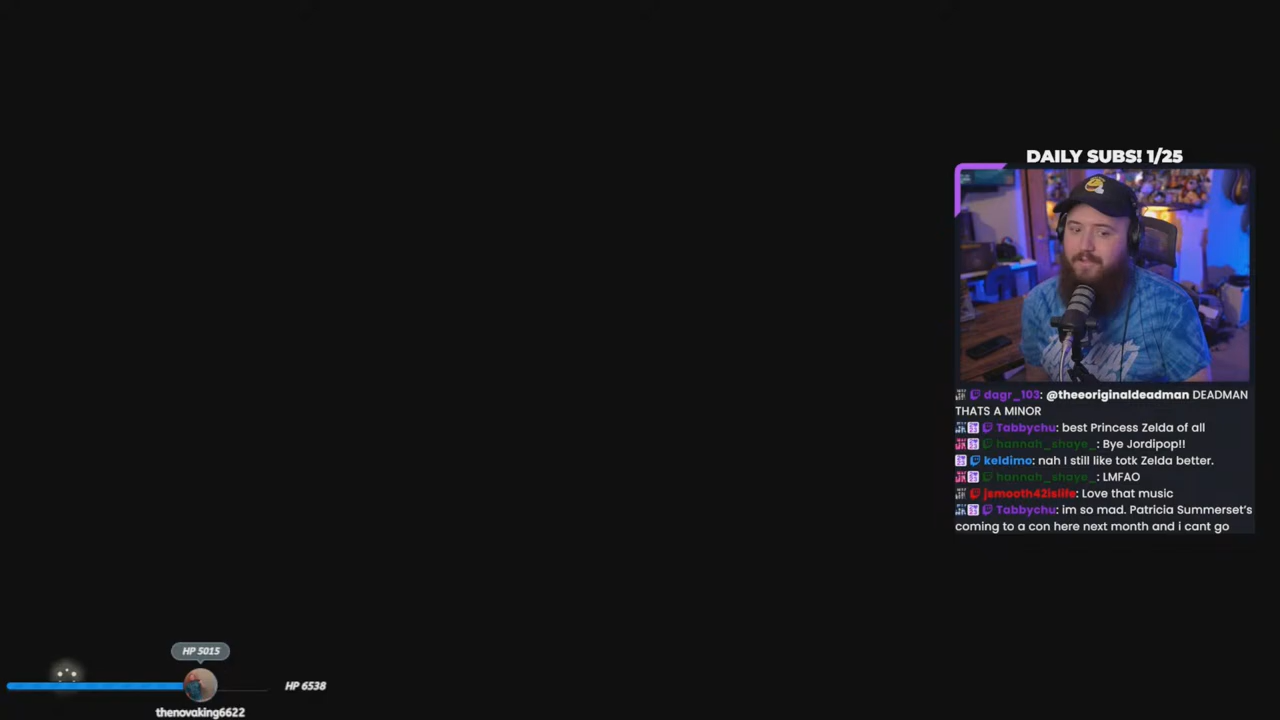 DAILY SUBS! 1/25
dagr_103: @theeoriginaldeadman DEADMAN
THATS A MINOR
Tabbychu: best Princess Zelda of all
hannah_shaye_: Bye Jordipop!!
keldimo: nah I still like totk Zelda better.
hannah_shaye_: LMFAO
jsmooth42islife: Love that music
Tabbychu: im so mad. Patricia Summerset's
coming to a con here next month and i cant go
HP 5015
HP 6538
thenovaking6622